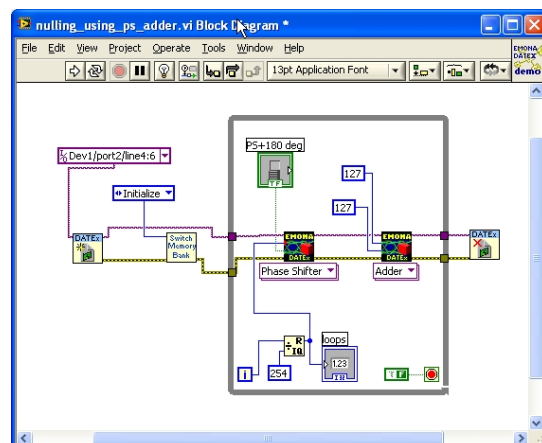 nulling_using_ps_adder.vi Block Diagram *
File Edit View Project Operate Tools Window Help
13pt Application Font
EMONA
DATEx
demo
Dev1/port2/line4:6
PS+180 deg
TF
127
Initialize
127
DATEx
Switch
Memory
Bank
EMONA
DATEx
EMONA
DATEx
DATEx
Phase Shifter
Adder
R
IQ
loops
1.23
i
254
T F